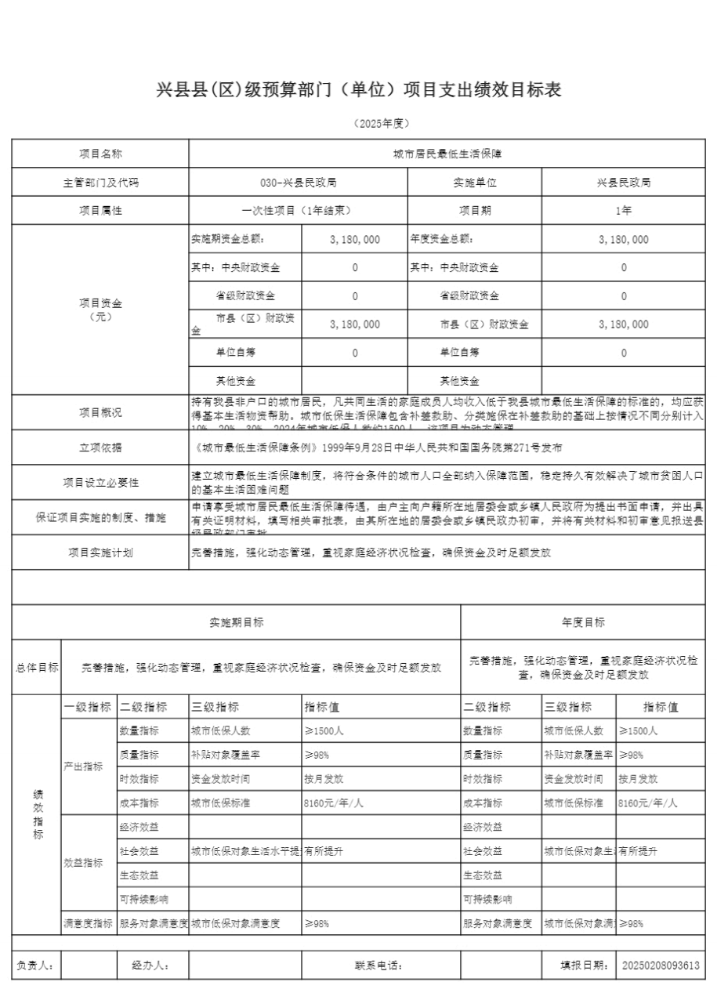 兴县县(区)级预算部门（单位）项目支出绩效目标表
（2025年度）
项目名称 城市居民最低生活保障
主管部门及代码 030-兴县民政局 实施单位 兴县民政局
项目属性 一次性项目（1年结束） 项目期 1年
项目资金
（元）
实施期资金总额： 3,180,000 年度资金总额： 3,180,000
其中：中央财政资金 0 其中：中央财政资金 0
省级财政资金 0 省级财政资金 0
市县（区）财政资
金 3,180,000 市县（区）财政资金 3,180,000
单位自筹 0 单位自筹 0
其他资金 其他资金
项目概况
持有我县非户口的城市居民，凡共同生活的家庭成员人均收入低于我县城市最低生活保障的标准的，均应获
得基本生活物资帮助。城市低保生活保障包含补差救助、分类施保在补差救助的基础上按情况不同分别计入
10%、20%、30%。2024年城市低保人数约1500人，该项目为动态管理
立项依据 《城市最低生活保障条例》1999年9月28日中华人民共和国国务院第271号发布
项目设立必要性
建立城市最低生活保障制度，将符合条件的城市人口全部纳入保障范围，稳定持久有效解决了城市贫困人口
的基本生活困难问题
保证项目实施的制度、措施
申请享受城市居民最低生活保障待遇，由户主向户籍所在地居委会或乡镇人民政府为提出书面申请，并出具
有关证明材料，填写相关审批表，由其所在地的居委会或乡镇民政办初审，并将有关材料和初审意见报送县
级民政部门审批
项目实施计划 完善措施，强化动态管理，重视家庭经济状况检查，确保资金及时足额发放
实施期目标 年度目标
总体目标 完善措施，强化动态管理，重视家庭经济状况检查，确保资金及时足额发放 完善措施，强化动态管理，重视家庭经济状况检
查，确保资金及时足额发放
绩效指标
一级指标 二级指标 三级指标 指标值 二级指标 三级指标 指标值
产出指标
数量指标 城市低保人数 ≥1500人 数量指标 城市低保人数 ≥1500人
质量指标 补贴对象覆盖率 ≥98% 质量指标 补贴对象覆盖率 ≥98%
时效指标 资金发放时间 按月发放 时效指标 资金发放时间 按月发放
成本指标 城市低保标准 8160元/年/人 成本指标 城市低保标准 8160元/年/人
效益指标
经济效益 经济效益
社会效益 城市低保对象生活水平提 有所提升 社会效益 城市低保对象生 有所提升
生态效益 生态效益
可持续影响 可持续影响
满意度指标 服务对象满意度 城市低保对象满意度 ≥98% 服务对象满意度 城市低保对象满 ≥98%
负责人： 经办人： 联系电话： 填报日期： 20250208093613